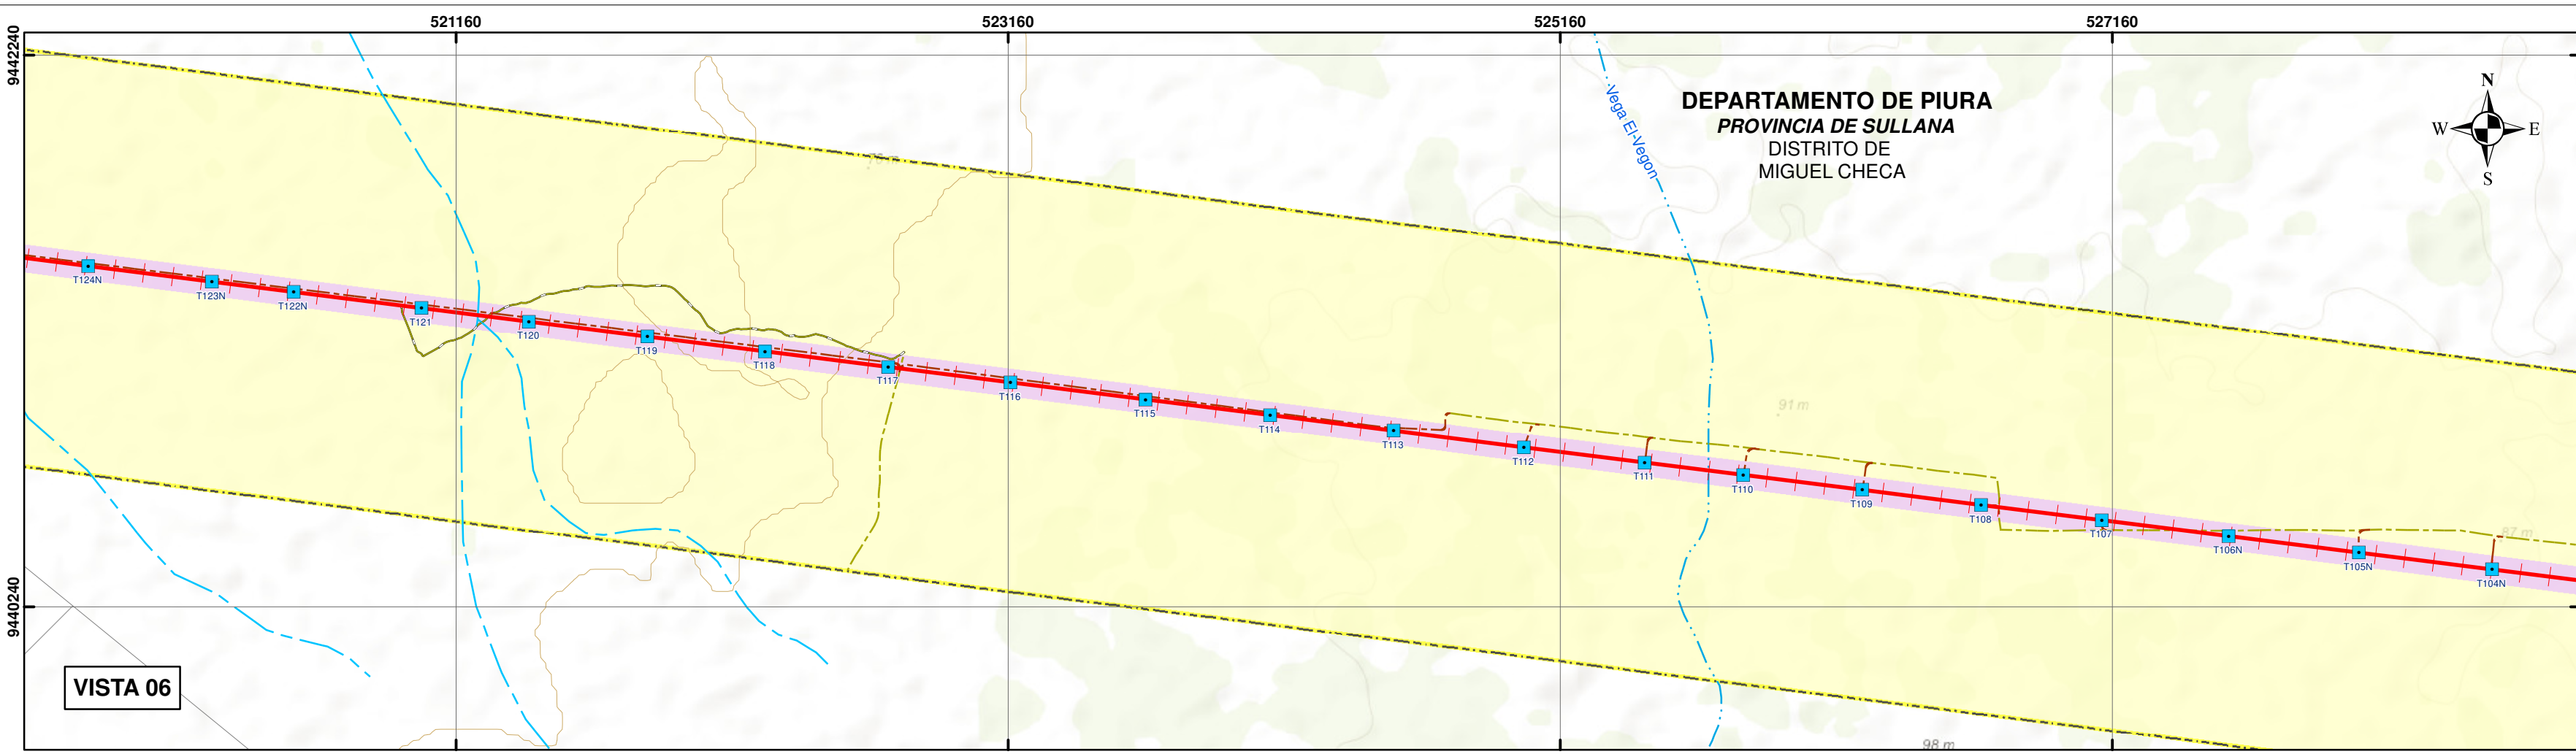 521160
523160
525160
527160
9442240
DEPARTAMENTO DE PIURA
PROVINCIA DE SULLANA
DISTRITO DE
MIGUEL CHECA
N
W
E
S
Vega El-Vegon
T124N
T123N
T122N
T121
T120
T119
T118
T117
T116
T115
T114
T113
T112
T111
T110
T109
T108
T107
T106N
T105N
T104N
91 m
9440240
98 m
VISTA 06